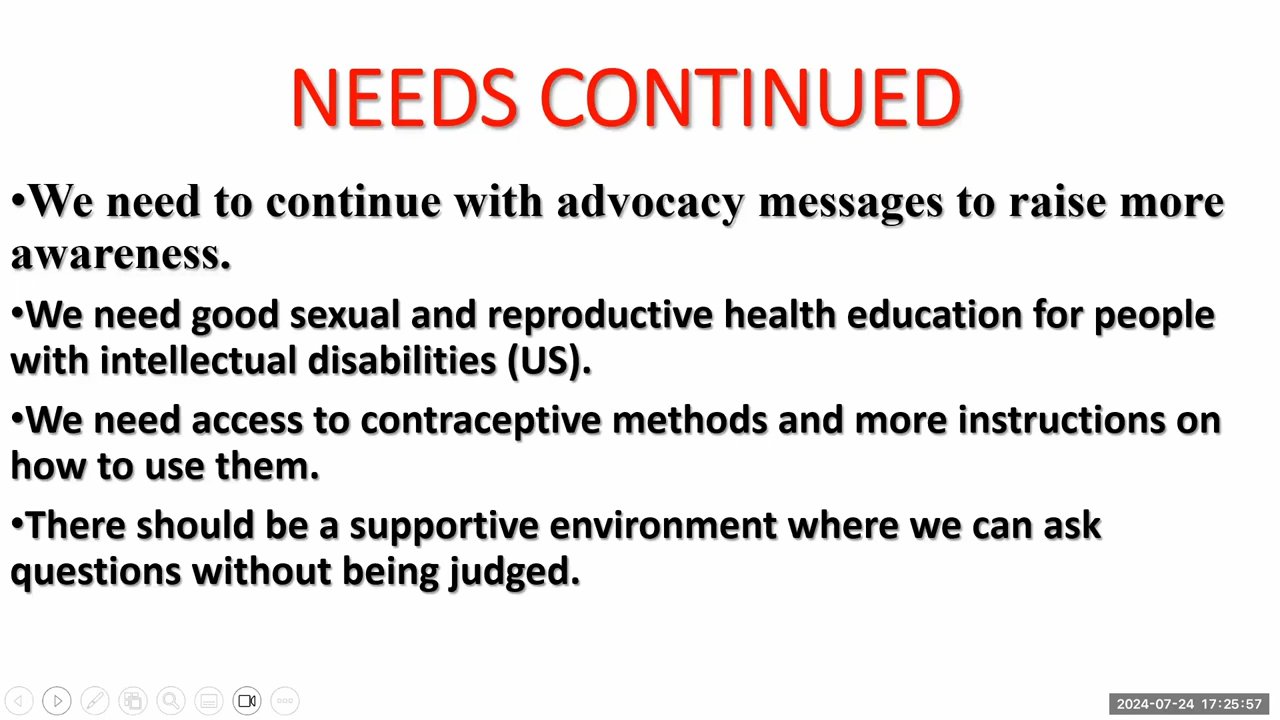 NEEDS CONTINUED
•We need to continue with advocacy messages to raise more
awareness.
•We need good sexual and reproductive health education for people
with intellectual disabilities (US).
•We need access to contraceptive methods and more instructions on
how to use them.
•There should be a supportive environment where we can ask
questions without being judged.
2024-07-24 17:25:57